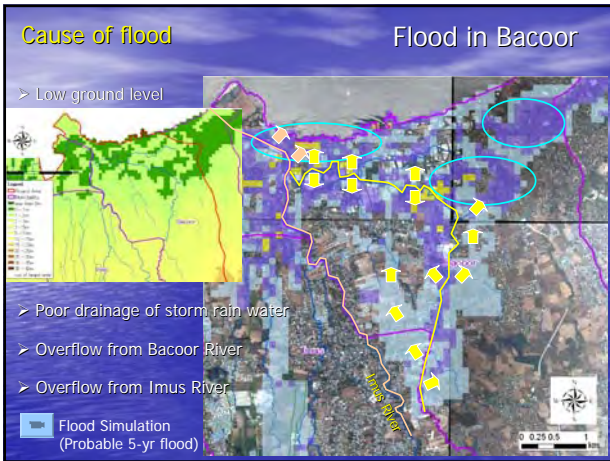 Cause of flood
Flood in Bacoor
➢ Low ground level
➢ Poor drainage of storm rain water
➢ Overflow from Bacoor River
➢ Overflow from Imus River
Imus River
Flood Simulation
(Probable 5-yr flood)
0 0.25 0.5 1
km